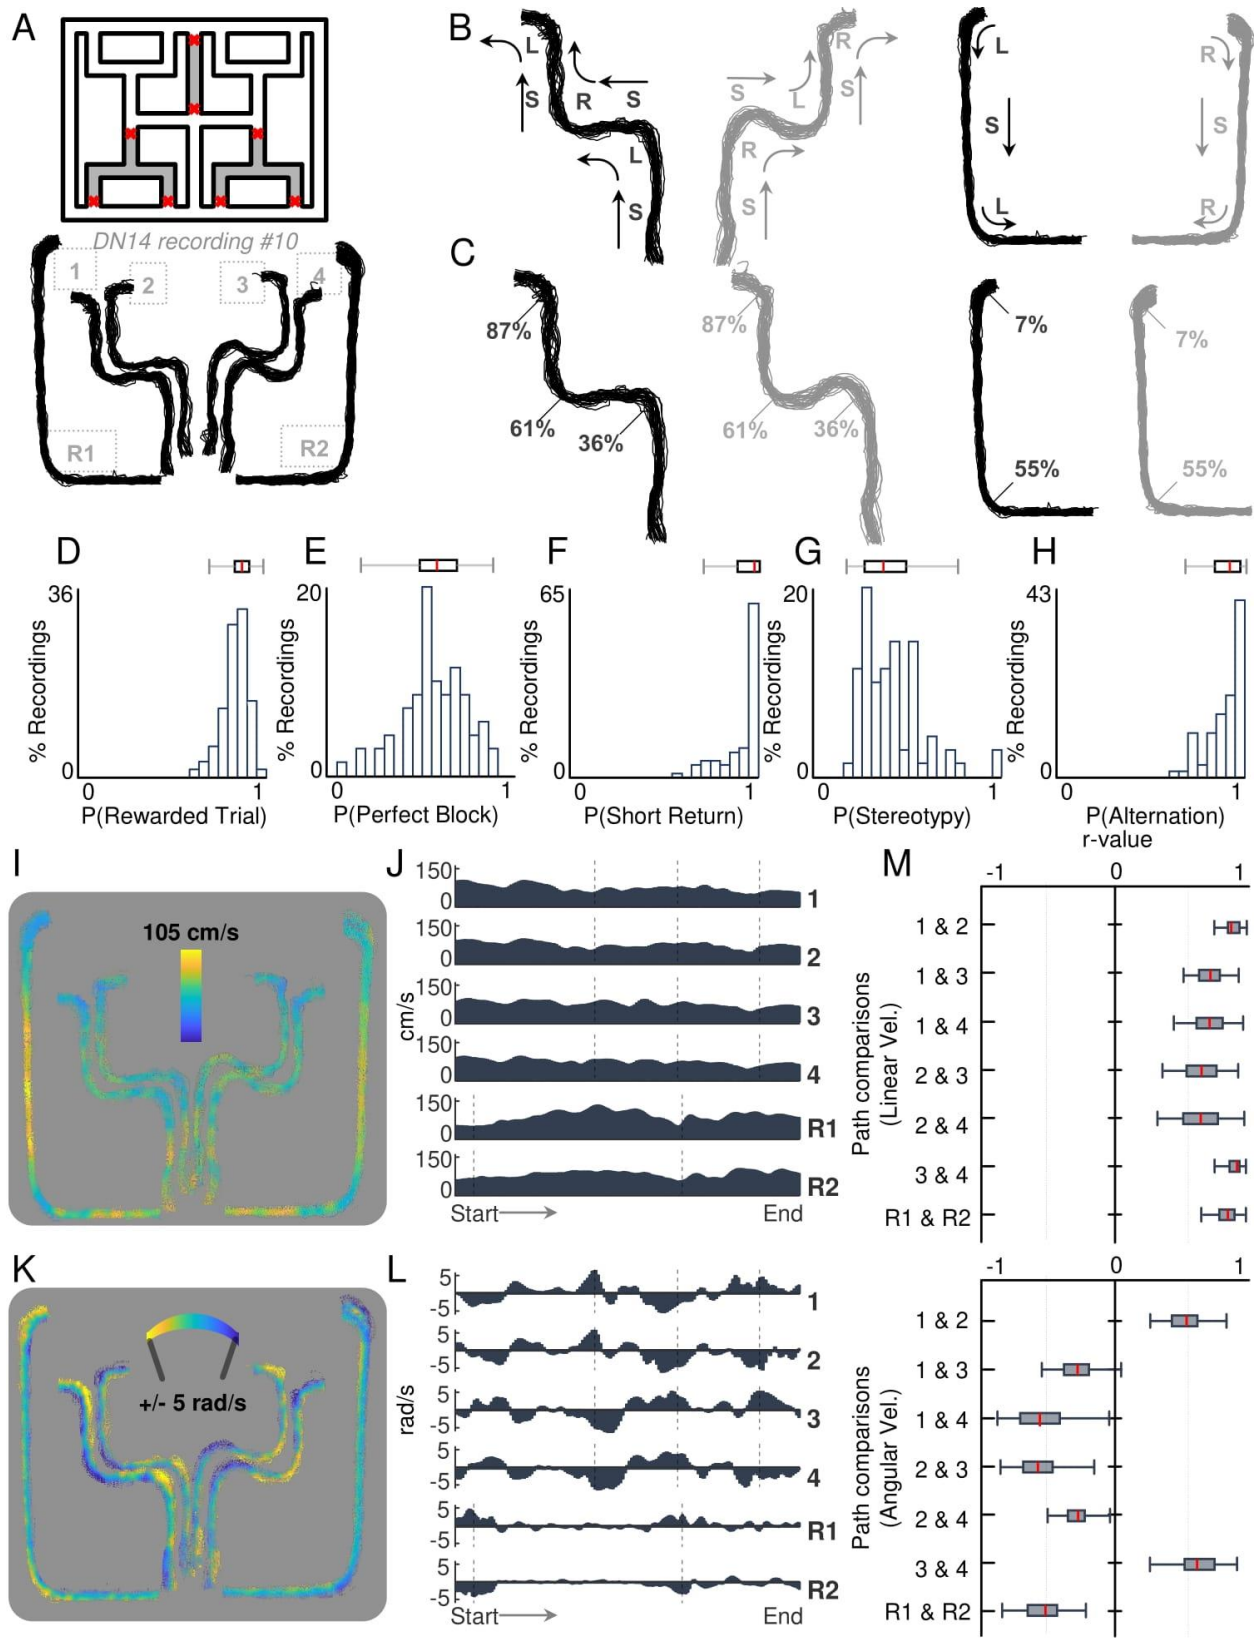 A
DN14 recording #10
1
2
3
4
R1
R2
B
L
S
R
S
L
S
S
L
R
S
R
S
L
S
L
R
S
R
C
87%
61%
36%
87%
61%
36%
7%
55%
7%
55%
D
36
% Recordings
0
0
1
P(Rewarded Trial)
E
20
% Recordings
0
0
1
P(Perfect Block)
F
65
% Recordings
0
0
1
P(Short Return)
G
20
% Recordings
0
0
1
P(Stereotypy)
H
43
% Recordings
0
0
1
P(Alternation)
I
105 cm/s
J
150
0
1
150
0
2
150
0
3
150
0
4
150
0
R1
150
0
R2
cm/s
Start
End
K
+/- 5 rad/s
L
5
-5
1
5
-5
2
5
-5
3
5
-5
4
5
-5
R1
5
-5
R2
rad/s
Start
End
M
r-value
-1
0
1
Path comparisons
(Linear Vel.)
1 & 2
1 & 3
1 & 4
2 & 3
2 & 4
3 & 4
R1 & R2
-1
0
1
Path comparisons
(Angular Vel.)
1 & 2
1 & 3
1 & 4
2 & 3
2 & 4
3 & 4
R1 & R2